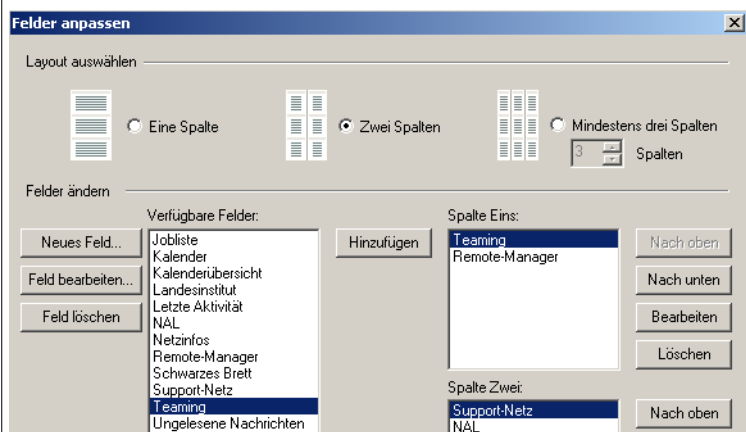 Felder anpassen
Layout auswählen
Eine Spalte
Zwei Spalten
Mindestens drei Spalten
3 Spalten
Felder ändern
Verfügbare Felder:
Spalte Eins:
Neues Feld...
Feld bearbeiten...
Feld löschen
Jobliste
Kalender
Kalenderübersicht
Landesinstitut
Letzte Aktivität
NAL
Netzinfos
Remote-Manager
Schwarzes Brett
Support-Netz
Teaming
Ungelesene Nachrichten
Hinzufügen
Teaming
Remote-Manager
Nach oben
Nach unten
Bearbeiten
Löschen
Spalte Zwei:
Support-Netz
NAL
Nach oben